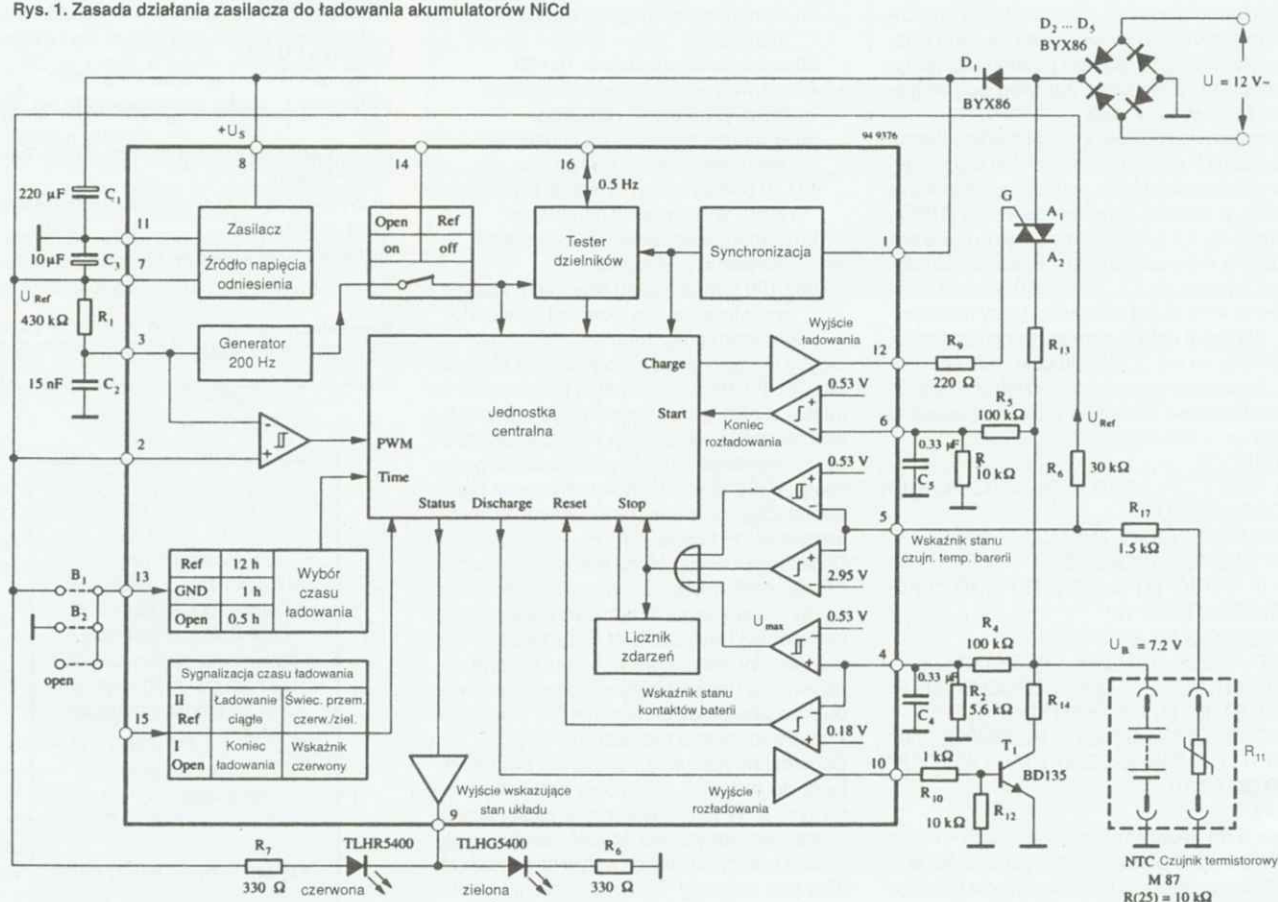 Rys. 1. Zasada działania zasilacza do ładowania akumulatorów NiCd
D₂ ... D₅
BYX86
D₁
BYX86
U = 12 V~
+U_S
94 9376
8
14
16
0.5 Hz
220 µF
C₁
11
10 µF
C₃
7
Zasilacz
Źródło napięcia
odniesienia
Open
Ref
on
off
Tester
dzielników
Synchronizacja
1
G
A₁
A₂
U_Ref
430 kΩ
R₁
3
Generator
200 Hz
15 nF
C₂
2
-
+
Jednostka
centralna
Charge
Start
PWM
Time
Status
Discharge
Reset
Stop
Wyjście
ładowania
12
R₉
220 Ω
R₁₃
0.53 V
+
−
Koniec
rozładowania
6
R₅
100 kΩ
U_Ref
0.33 µF
C₅
R
10 kΩ
R₆
30 kΩ
0.53 V
+
−
5
Wskaźnik stanu
czujn. temp. barerii
R₁₇
1.5 kΩ
+
−
2.95 V
B₁
B₂
open
13
Ref
12 h
GND
1 h
Open
0.5 h
Wybór
czasu
ładowania
Licznik
zdarzeń
U_max
0.53 V
−
+
4
R₄
100 kΩ
U_B = 7.2 V
0.33 µF
C₄
R₂
5.6 kΩ
R₁₄
Wskaźnik stanu
kontaktów baterii
−
+
0.18 V
15
Sygnalizacja czasu ładowania
II
Ref
Ładowanie
ciągłe
Świec. przem.
czerw./ziel.
I
Open
Koniec
ładowania
Wskaźnik
czerwony
Wyjście wskazujące
stan układu
9
Wyjście
rozładowania
10
1 kΩ
R₁₀
T₁
BD135
R₁₂
10 kΩ
R₁₁
R₇
330 Ω
TLHR5400
czerwona
TLHG5400
zielona
R₆
330 Ω
NTC Czujnik termistorowy
M 87
R(25) = 10 kΩ